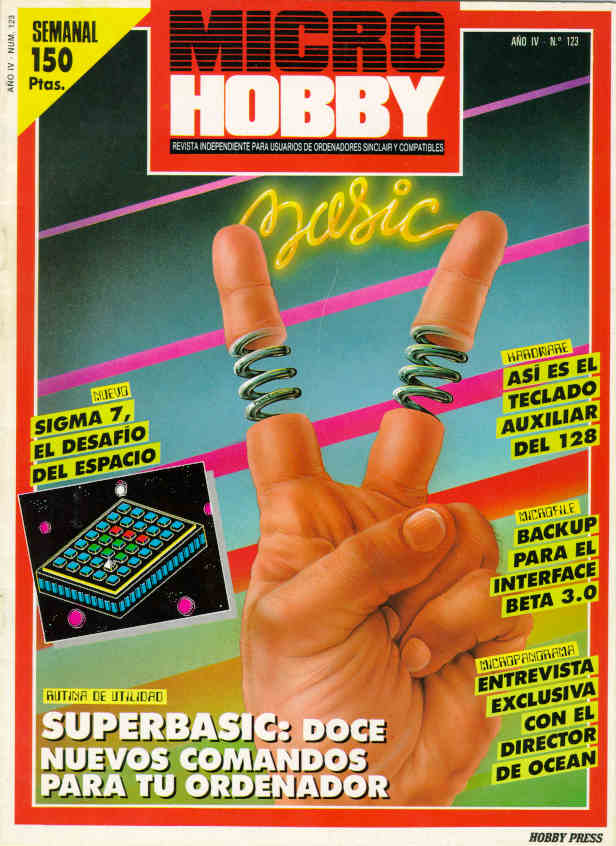 AÑO IV - NUM. 123
SEMANAL
150
Ptas.
MICRO
HOBBY
AÑO IV - N.º 123
REVISTA INDEPENDIENTE PARA USUARIOS DE ORDENADORES SINCLAIR Y COMPATIBLES
Basic
NUEVO
SIGMA 7,
EL DESAFÍO
DEL ESPACIO
HARDWARE
ASÍ ES EL
TECLADO
AUXILIAR
DEL 128
MICROFILE
BACKUP
PARA EL
INTERFACE
BETA 3.0
MICROPANORAMA
ENTREVISTA
EXCLUSIVA
CON EL
DIRECTOR
DE OCEAN
RUTINA DE UTILIDAD
SUPERBASIC: DOCE
NUEVOS COMANDOS
PARA TU ORDENADOR
HOBBY PRESS